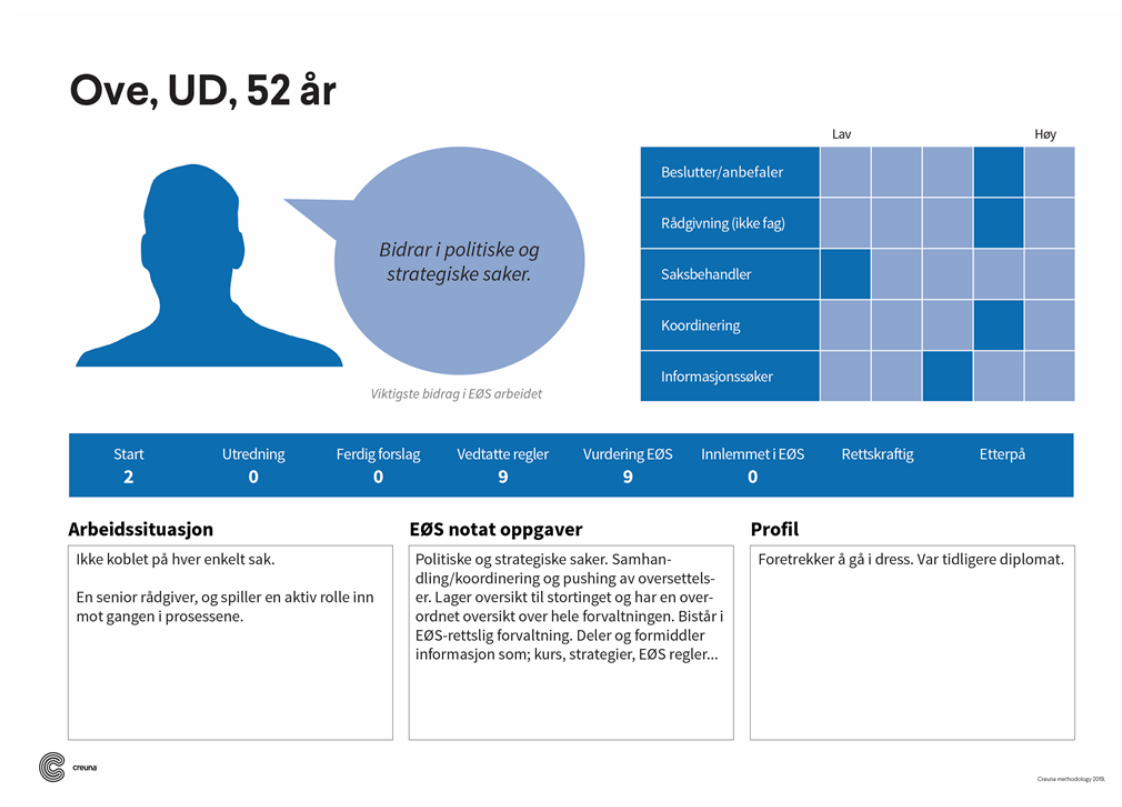 Ove, UD, 52 år
Bidrar i politiske og
strategiske saker.
Viktigste bidrag i EØS arbeidet
Lav Høy
Beslutter/anbefaler
Rådgivning (ikke fag)
Saksbehandler
Koordinering
Informasjonssøker
Start Utredning Ferdig forslag Vedtatte regler Vurdering EØS Innlemmet i EØS Rettskraftig Etterpå
2 0 0 9 9 0
Arbeidssituasjon
Ikke koblet på hver enkelt sak.
En senior rådgiver, og spiller en aktiv rolle inn
mot gangen i prosessene.
EØS notat oppgaver
Politiske og strategiske saker. Samhan-
dling/koordinering og pushing av oversettels-
er. Lager oversikt til stortinget og har en over-
ordnet oversikt over hele forvaltningen. Bistår i
EØS-rettslig forvaltning. Deler og formiddler
informasjon som; kurs, strategier, EØS regler...
Profil
Foretrekker å gå i dress. Var tidligere diplomat.
creuna
Creuna methodology 2019.